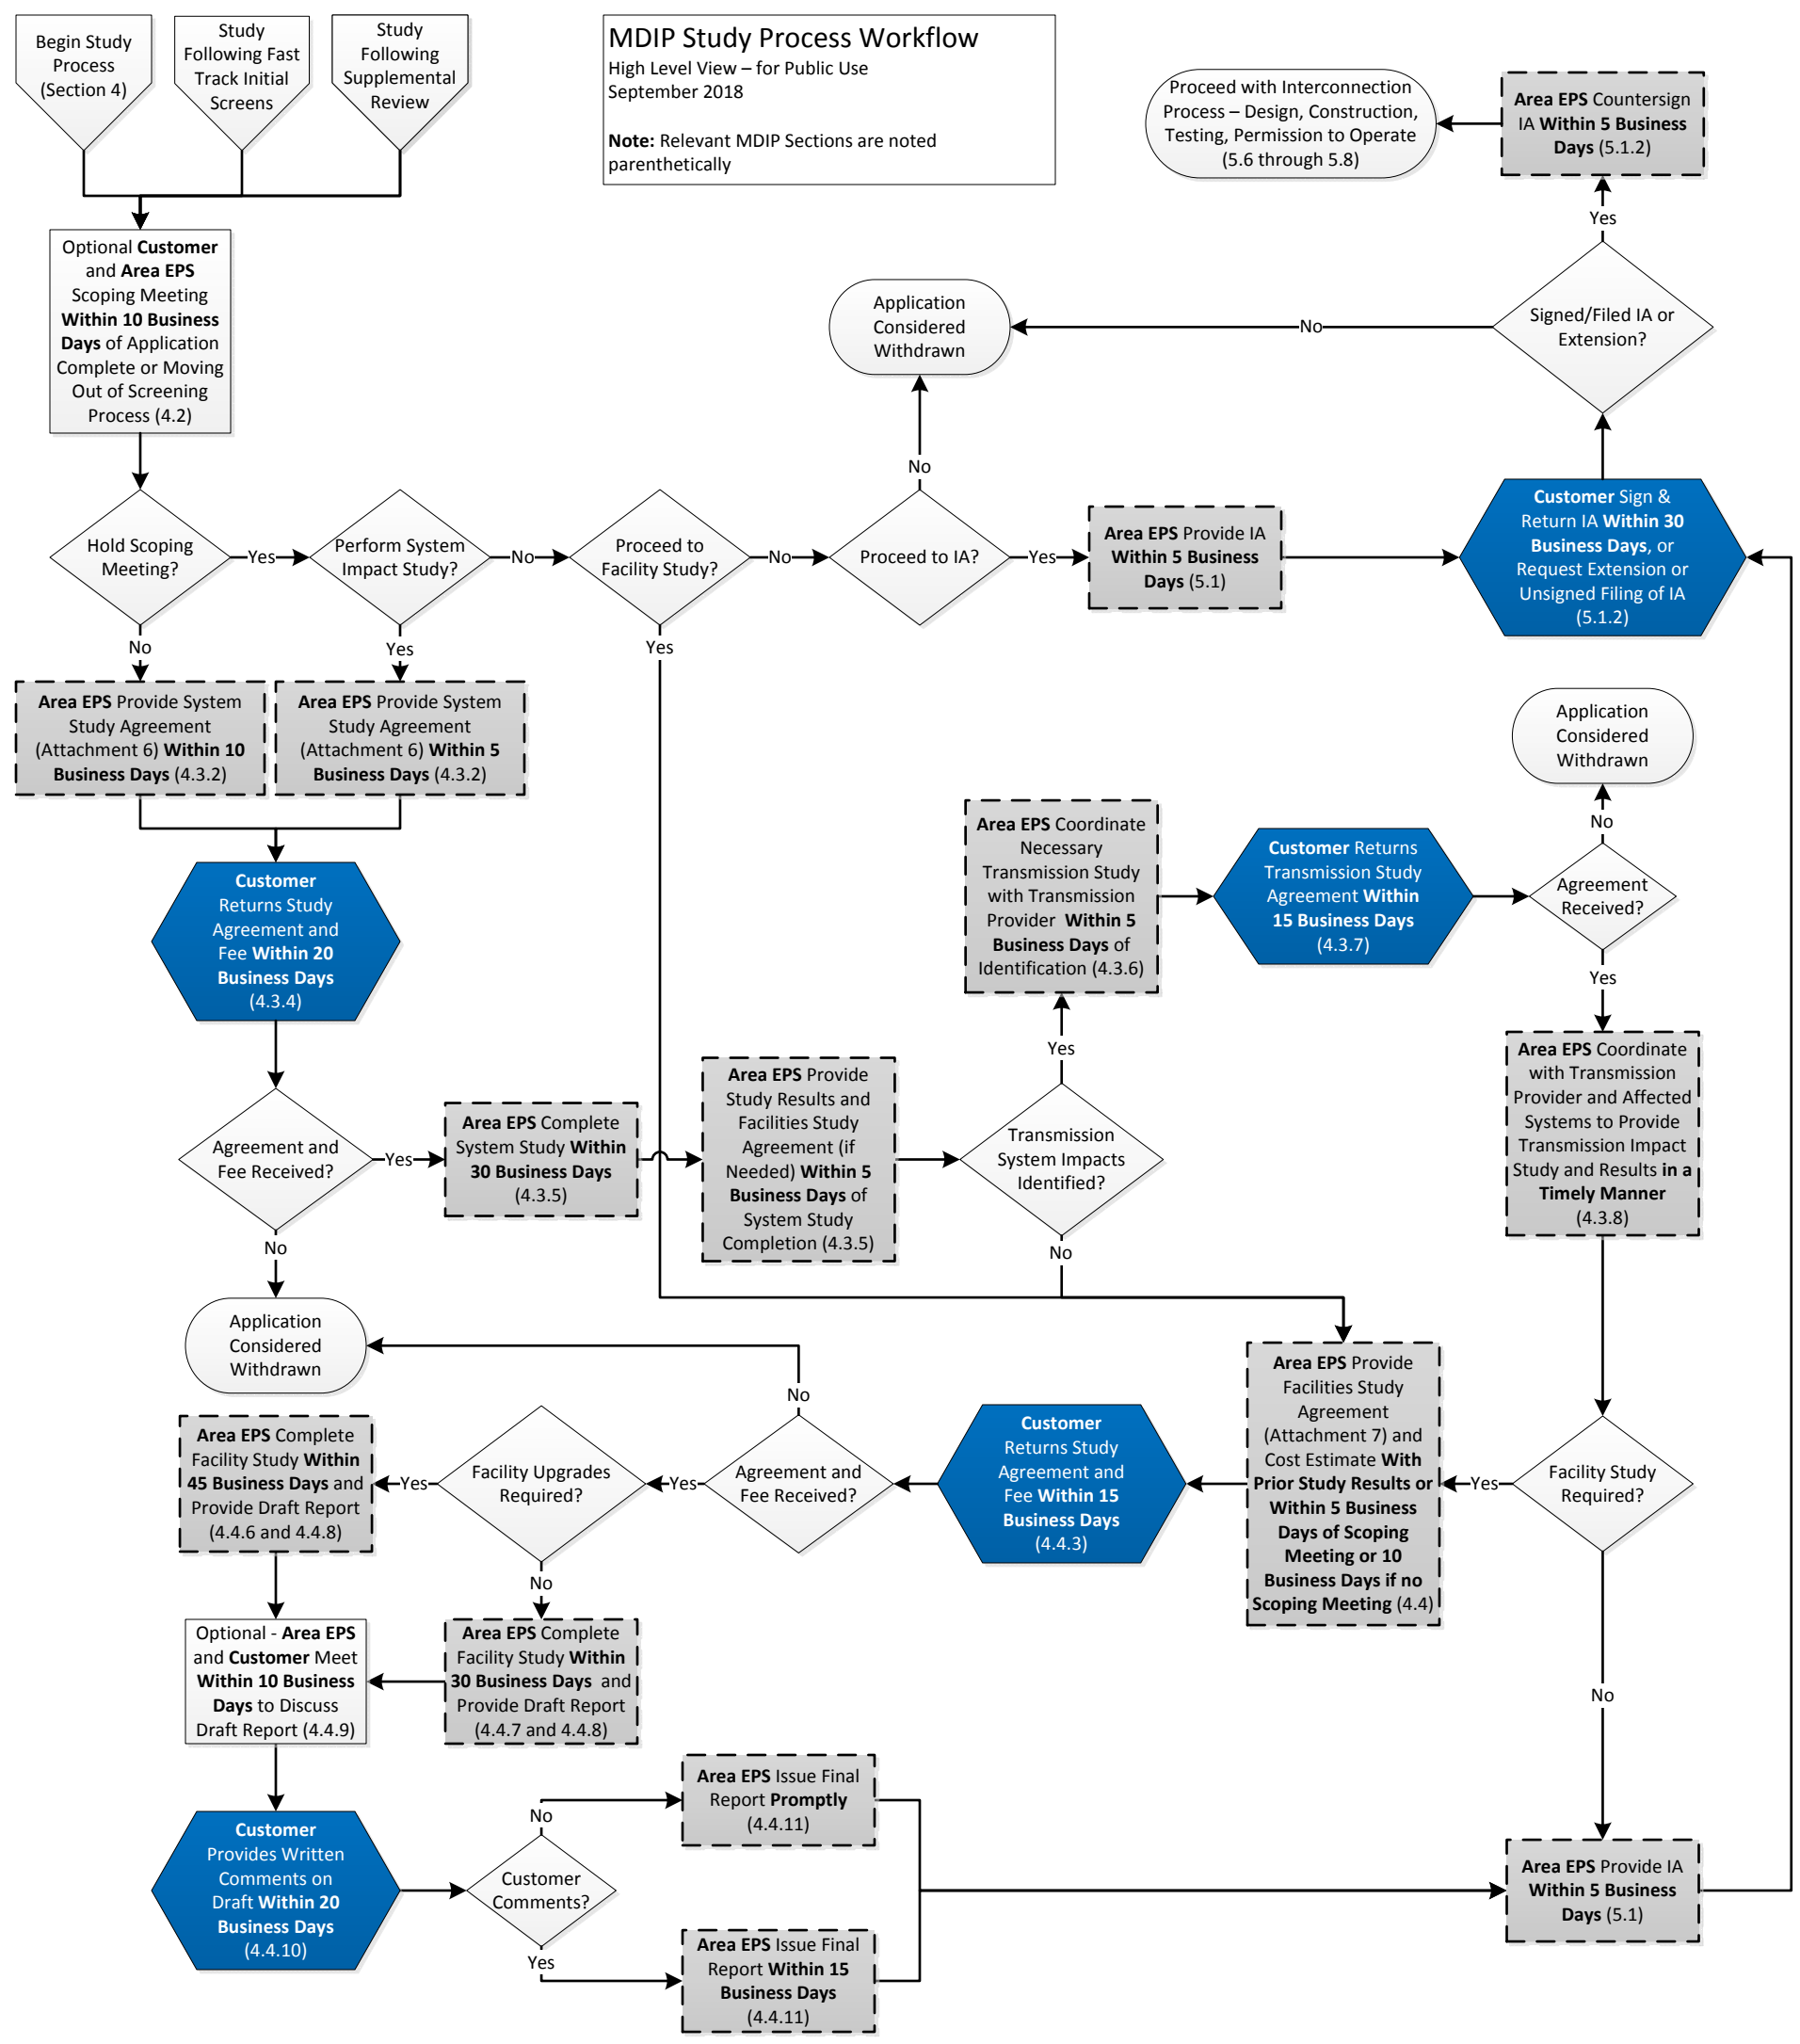 Begin Study
Process
(Section 4)
Study
Following Fast
Track Initial
Screens
Study
Following
Supplemental
Review
MDIP Study Process Workflow
High Level View – for Public Use
September 2018
Note: Relevant MDIP Sections are noted
parenthetically
Proceed with Interconnection
Process – Design, Construction,
Testing, Permission to Operate
(5.6 through 5.8)
Area EPS Countersign
IA Within 5 Business
Days (5.1.2)
Yes
Optional Customer
and Area EPS
Scoping Meeting
Within 10 Business
Days of Application
Complete or Moving
Out of Screening
Process (4.2)
Application
Considered
Withdrawn
No
Signed/Filed IA or
Extension?
No
Hold Scoping
Meeting?
Yes
Perform System
Impact Study?
No
Proceed to
Facility Study?
No
Proceed to IA?
Yes
Area EPS Provide IA
Within 5 Business
Days (5.1)
Customer Sign &
Return IA Within 30
Business Days, or
Request Extension or
Unsigned Filing of IA
(5.1.2)
No
Yes
Yes
Area EPS Provide System
Study Agreement
(Attachment 6) Within 10
Business Days (4.3.2)
Area EPS Provide System
Study Agreement
(Attachment 6) Within 5
Business Days (4.3.2)
Application
Considered
Withdrawn
No
Customer
Returns Study
Agreement and
Fee Within 20
Business Days
(4.3.4)
Area EPS Coordinate
Necessary
Transmission Study
with Transmission
Provider Within 5
Business Days of
Identification (4.3.6)
Customer Returns
Transmission Study
Agreement Within
15 Business Days
(4.3.7)
Agreement
Received?
Yes
Yes
Agreement and
Fee Received?
Yes
Area EPS Complete
System Study Within
30 Business Days
(4.3.5)
Area EPS Provide
Study Results and
Facilities Study
Agreement (if
Needed) Within 5
Business Days of
System Study
Completion (4.3.5)
Transmission
System Impacts
Identified?
Area EPS Coordinate
with Transmission
Provider and Affected
Systems to Provide
Transmission Impact
Study and Results in a
Timely Manner
(4.3.8)
No
No
Application
Considered
Withdrawn
No
Area EPS Complete
Facility Study Within
45 Business Days and
Provide Draft Report
(4.4.6 and 4.4.8)
Yes
Facility Upgrades
Required?
Yes
Agreement and
Fee Received?
Customer
Returns Study
Agreement and
Fee Within 15
Business Days
(4.4.3)
Area EPS Provide
Facilities Study
Agreement
(Attachment 7) and
Cost Estimate With
Prior Study Results or
Within 5 Business
Days of Scoping
Meeting or 10
Business Days if no
Scoping Meeting (4.4)
Yes
Facility Study
Required?
No
Optional - Area EPS
and Customer Meet
Within 10 Business
Days to Discuss
Draft Report (4.4.9)
Area EPS Complete
Facility Study Within
30 Business Days and
Provide Draft Report
(4.4.7 and 4.4.8)
No
Customer
Provides Written
Comments on
Draft Within 20
Business Days
(4.4.10)
No
Customer
Comments?
Yes
Area EPS Issue Final
Report Promptly
(4.4.11)
Area EPS Issue Final
Report Within 15
Business Days
(4.4.11)
Area EPS Provide IA
Within 5 Business
Days (5.1)